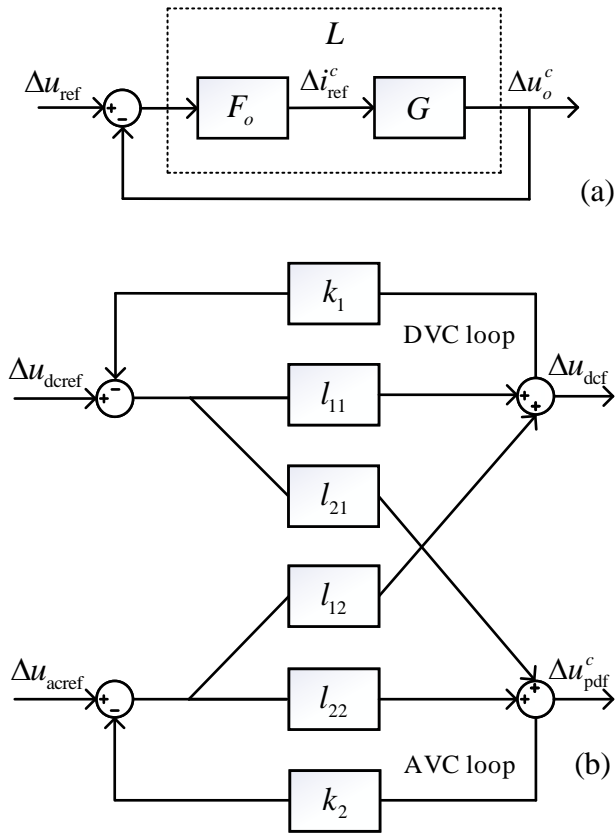 L
Δu_ref
+
-
F_o
Δi^c_ref
G
Δu^c_o
(a)
k_1
DVC loop
Δu_dcref
+
-
l_11
+
+
Δu_dcf
l_21
l_12
Δu_acref
+
-
l_22
+
+
Δu^c_pdf
AVC loop
(b)
k_2